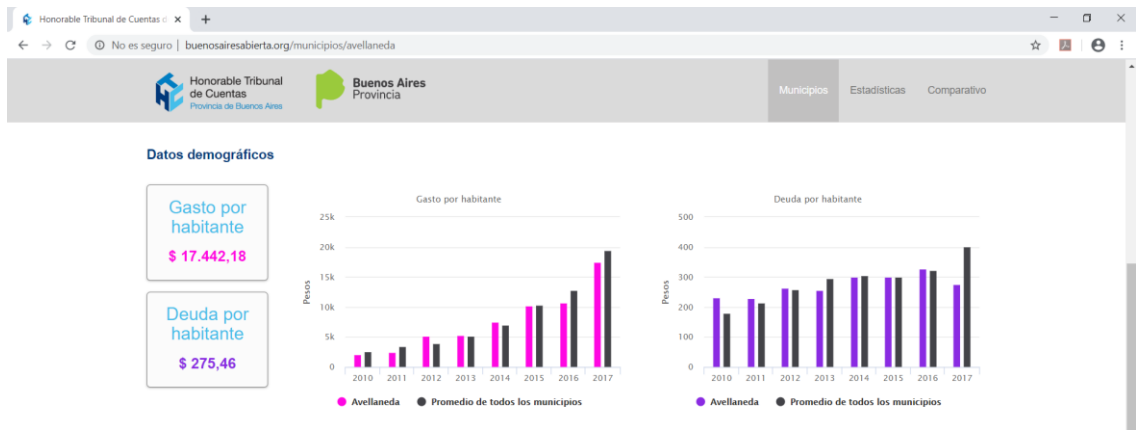 Honorable Tribunal de Cuentas
No es seguro | buenosairesabierta.org/municipios/avellaneda
Honorable Tribunal
de Cuentas
Provincia de Buenos Aires
Buenos Aires
Provincia
Municipios
Estadísticas
Comparativo
Datos demográficos
Gasto por
habitante
$ 17.442,18
Deuda por
habitante
$ 275,46
Gasto por habitante
Pesos
25k
20k
15k
10k
5k
0
2010 2011 2012 2013 2014 2015 2016 2017
Avellaneda Promedio de todos los municipios
Deuda por habitante
Pesos
500
400
300
200
100
0
2010 2011 2012 2013 2014 2015 2016 2017
Avellaneda Promedio de todos los municipios